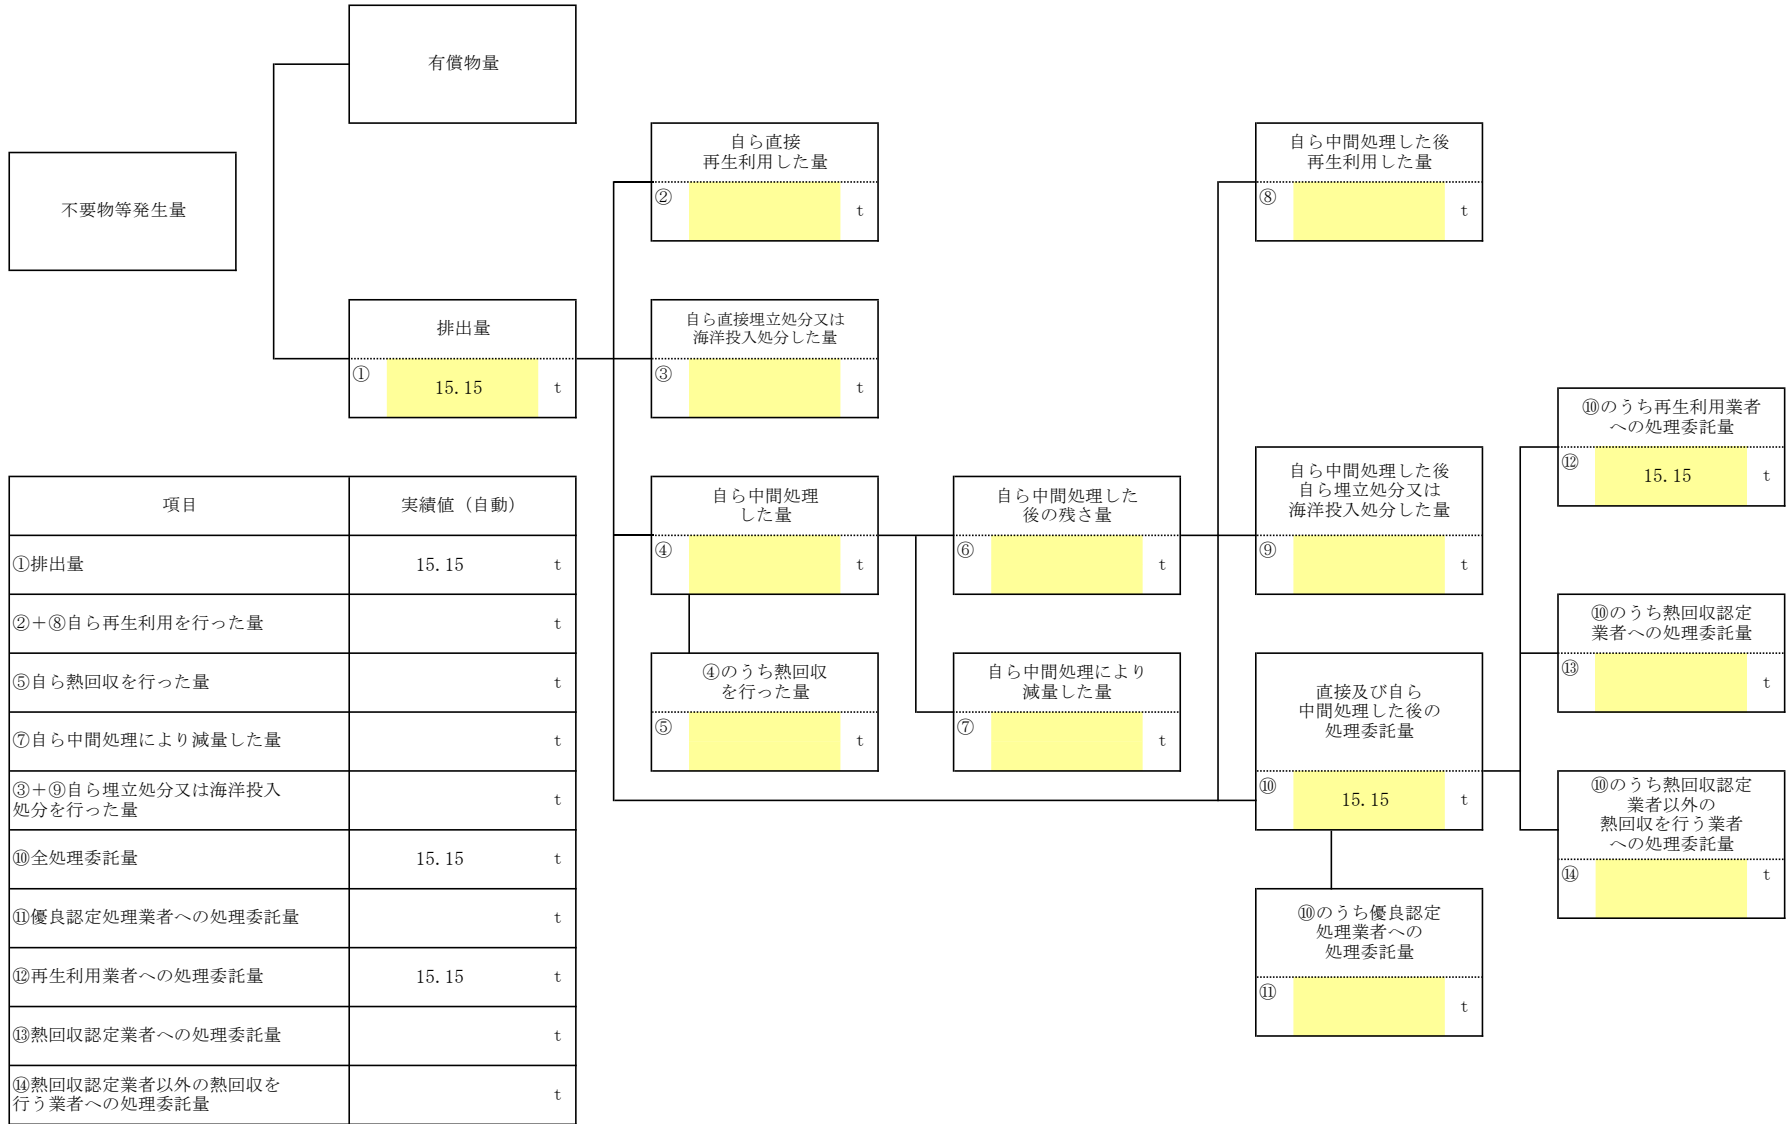 有償物量
不要物等発生量
排出量
①
15.15
t
自ら直接
再生利用した量
②
t
自ら直接埋立処分又は
海洋投入処分した量
③
t
自ら中間処理
した量
④
t
④のうち熱回収
を行った量
⑤
t
自ら中間処理した
後の残さ量
⑥
t
自ら中間処理により
減量した量
⑦
t
自ら中間処理した後
再生利用した量
⑧
t
自ら中間処理した後
自ら埋立処分又は
海洋投入処分した量
⑨
t
直接及び自ら
中間処理した後の
処理委託量
⑩
15.15
t
⑩のうち優良認定
処理業者への
処理委託量
⑪
t
⑩のうち再生利用業者
への処理委託量
⑫
15.15
t
⑩のうち熱回収認定
業者への処理委託量
⑬
t
⑩のうち熱回収認定
業者以外の
熱回収を行う業者
への処理委託量
⑭
t
項目 実績値（自動）
①排出量 15.15 t
②＋⑧自ら再生利用を行った量 t
⑤自ら熱回収を行った量 t
⑦自ら中間処理により減量した量 t
③＋⑨自ら埋立処分又は海洋投入
処分を行った量 t
⑩全処理委託量 15.15 t
⑪優良認定処理業者への処理委託量 t
⑫再生利用業者への処理委託量 15.15 t
⑬熱回収認定業者への処理委託量 t
⑭熱回収認定業者以外の熱回収を
行う業者への処理委託量 t